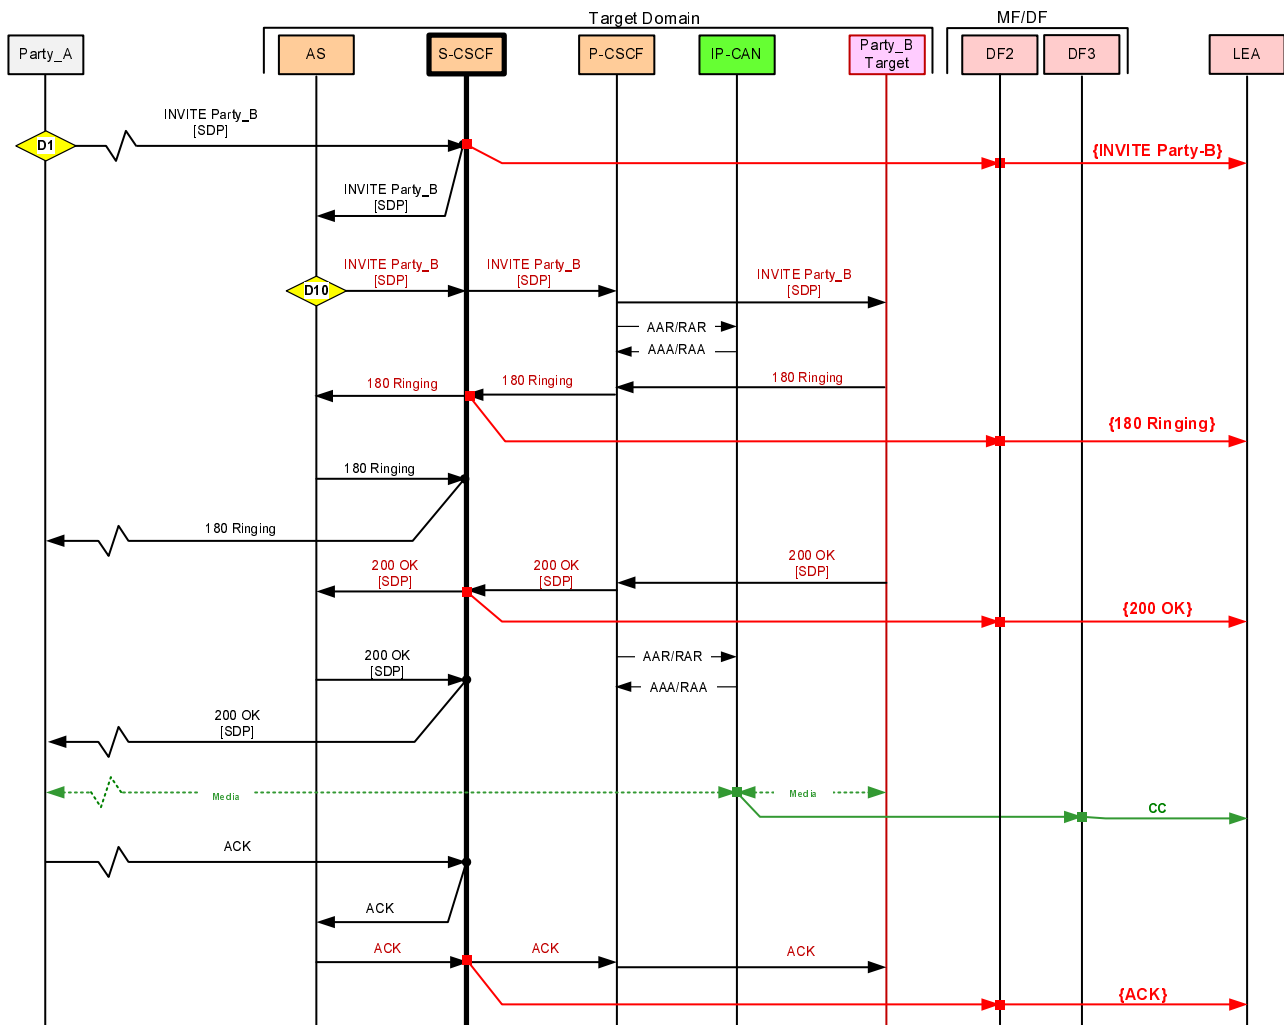 Target Domain
MF/DF
Party_A
AS
S-CSCF
P-CSCF
IP-CAN
Party_B
Target
DF2
DF3
LEA
INVITE Party_B
[SDP]
D1
{INVITE Party-B}
INVITE Party_B
[SDP]
INVITE Party_B
[SDP]
INVITE Party_B
[SDP]
INVITE Party_B
[SDP]
D10
AAR/RAR
AAA/RAA
180 Ringing
180 Ringing
180 Ringing
{180 Ringing}
180 Ringing
180 Ringing
200 OK
[SDP]
200 OK
[SDP]
200 OK
[SDP]
{200 OK}
200 OK
[SDP]
AAR/RAR
AAA/RAA
200 OK
[SDP]
Media
Media
CC
ACK
ACK
ACK
ACK
ACK
{ACK}